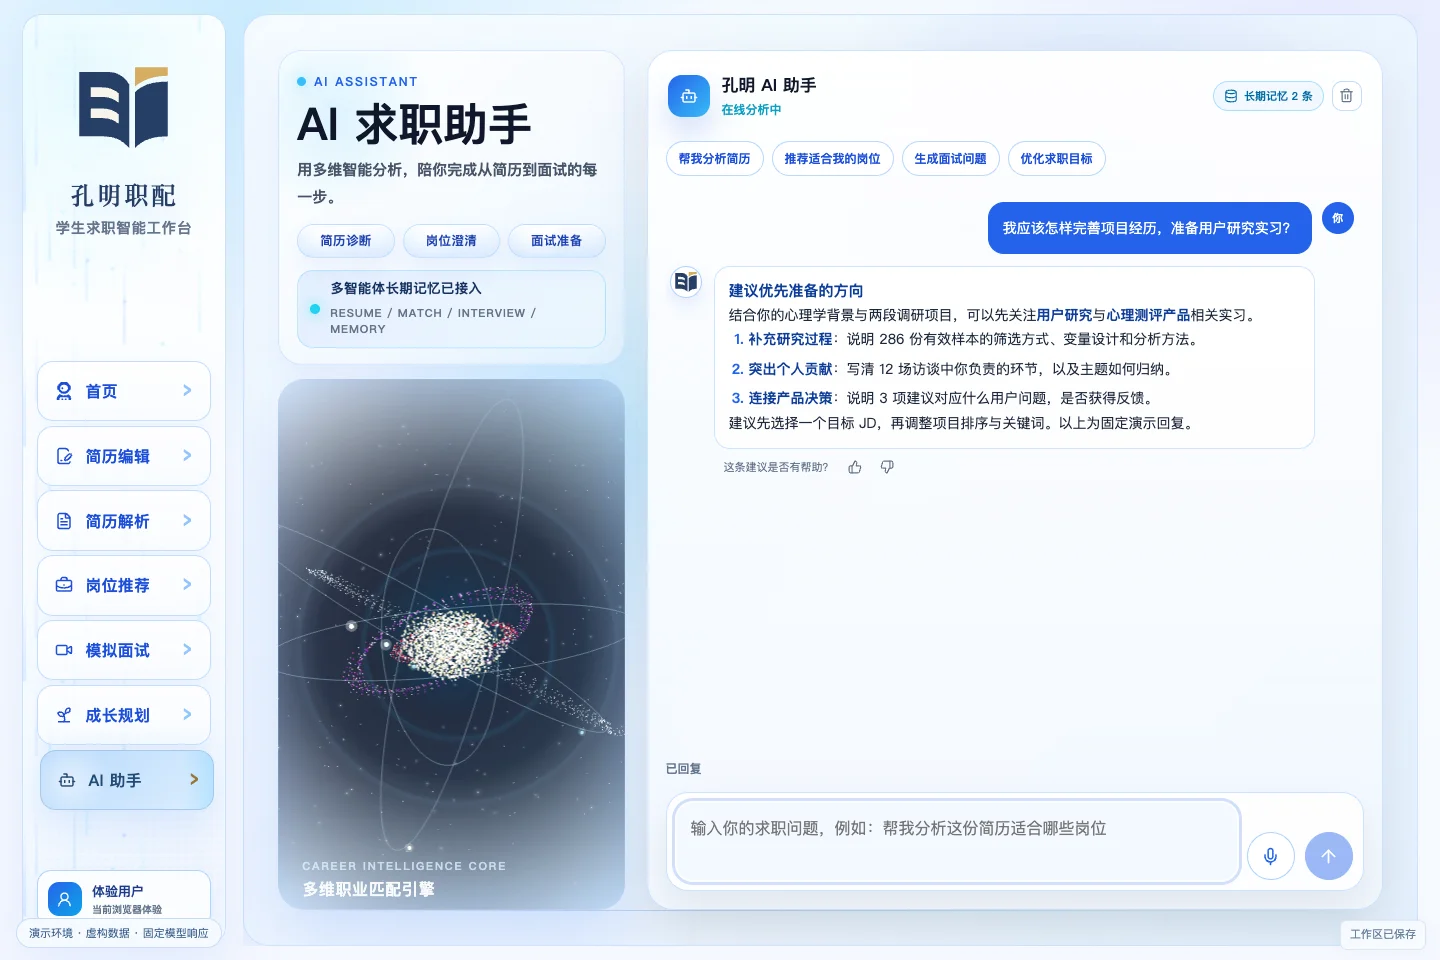 孔明职配
学生求职智能工作台
首页
简历编辑
简历解析
岗位推荐
模拟面试
成长规划
AI 助手
体验用户
当前浏览器体验
演示环境 · 虚构数据 · 固定模型响应
AI ASSISTANT
AI 求职助手
用多维智能分析，陪你完成从简历到面试的每
一步。
简历诊断
岗位澄清
面试准备
多智能体长期记忆已接入
RESUME / MATCH / INTERVIEW /
MEMORY
CAREER INTELLIGENCE CORE
多维职业匹配引擎
孔明 AI 助手
在线分析中
长期记忆 2 条
帮我分析简历
推荐适合我的岗位
生成面试问题
优化求职目标
我应该怎样完善项目经历，准备用户研究实习？
你
建议优先准备的方向
结合你的心理学背景与两段调研项目，可以先关注用户研究与心理测评产品相关实习。
1. 补充研究过程：说明 286 份有效样本的筛选方式、变量设计和分析方法。
2. 突出个人贡献：写清 12 场访谈中你负责的环节，以及主题如何归纳。
3. 连接产品决策：说明 3 项建议对应什么用户问题，是否获得反馈。
建议先选择一个目标 JD，再调整项目排序与关键词。以上为固定演示回复。
这条建议是否有帮助？
已回复
输入你的求职问题，例如：帮我分析这份简历适合哪些岗位
工作区已保存